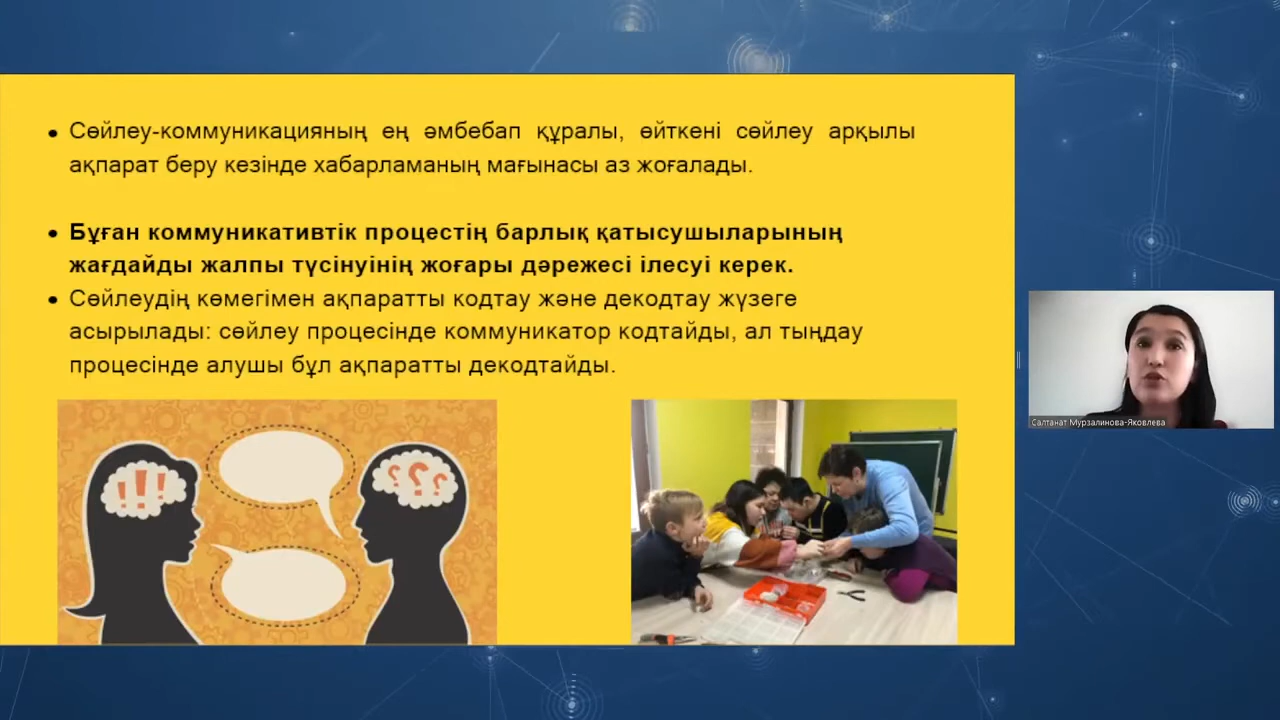 Сөйлеу-коммуникацияның ең әмбебап құралы, өйткені сөйлеу арқылы
ақпарат беру кезінде хабарламаның мағынасы аз жоғалады.
Бұған коммуникативтік процестің барлық қатысушыларының
жағдайды жалпы түсінуінің жоғары дәрежесі ілесуі керек.
Сөйлеудің көмегімен ақпаратты кодтау және декодтау жүзеге
асырылады: сөйлеу процесінде коммуникатор кодтайды, ал тыңдау
процесінде алушы бұл ақпаратты декодтайды.
!!!
???
Салтанат Мурзалинова-Яковлева